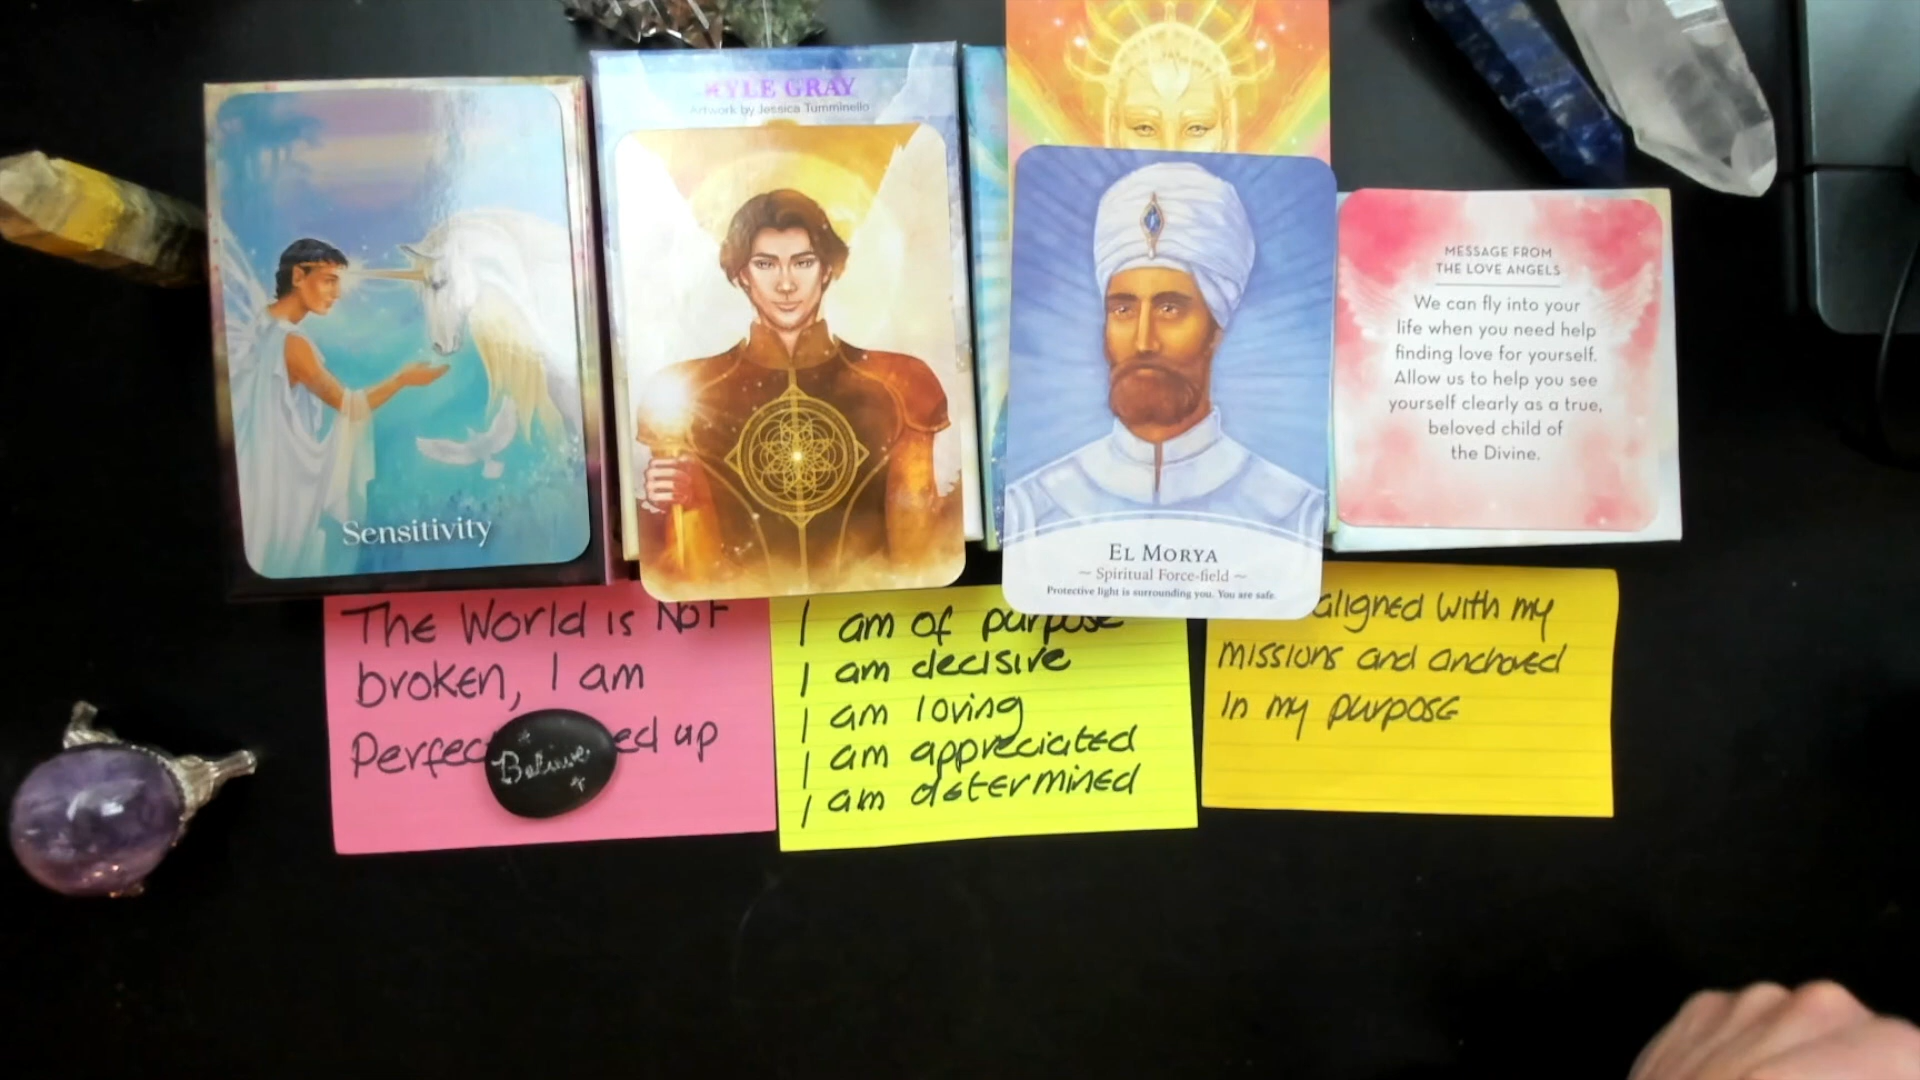 KYLE GRAY
Artwork by Jessica Tumminello
Sensitivity
EL MORYA
~ Spiritual Force-field ~
Protective light is surrounding you. You are safe.
MESSAGE FROM
THE LOVE ANGELS
We can fly into your
life when you need help
finding love for yourself.
Allow us to help you see
yourself clearly as a true,
beloved child of
the Divine.
The World is Not
broken, I am
ed up
Believe
I am of purpose
I am decisive
I am loving
I am appreciated
I am determined
aligned with my
missions and anchored
in my purpose